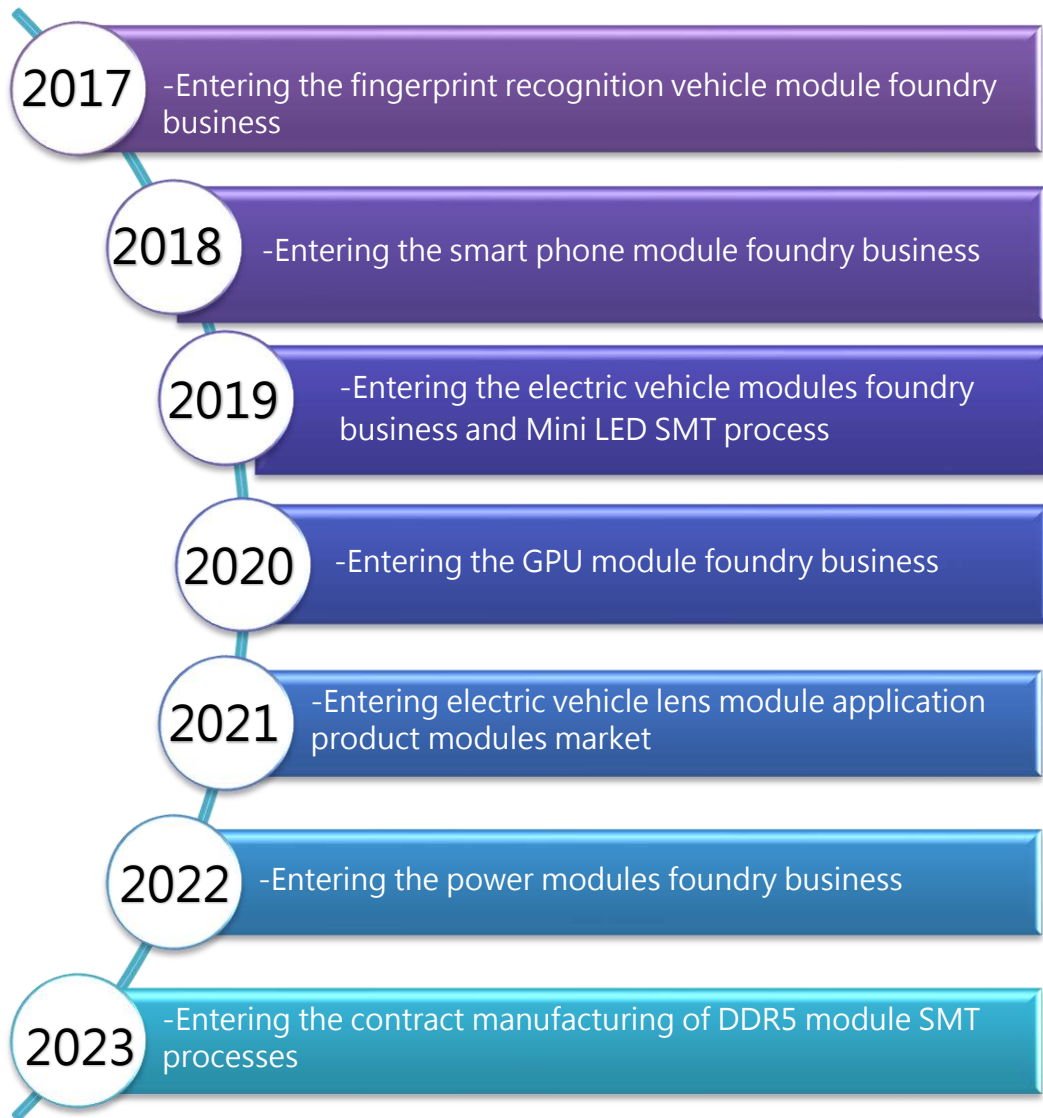 2017
-Entering the fingerprint recognition vehicle module foundry
business
2018
-Entering the smart phone module foundry business
2019
-Entering the electric vehicle modules foundry
business and Mini LED SMT process
2020
-Entering the GPU module foundry business
2021
-Entering electric vehicle lens module application
product modules market
2022
-Entering the power modules foundry business
2023
-Entering the contract manufacturing of DDR5 module SMT
processes